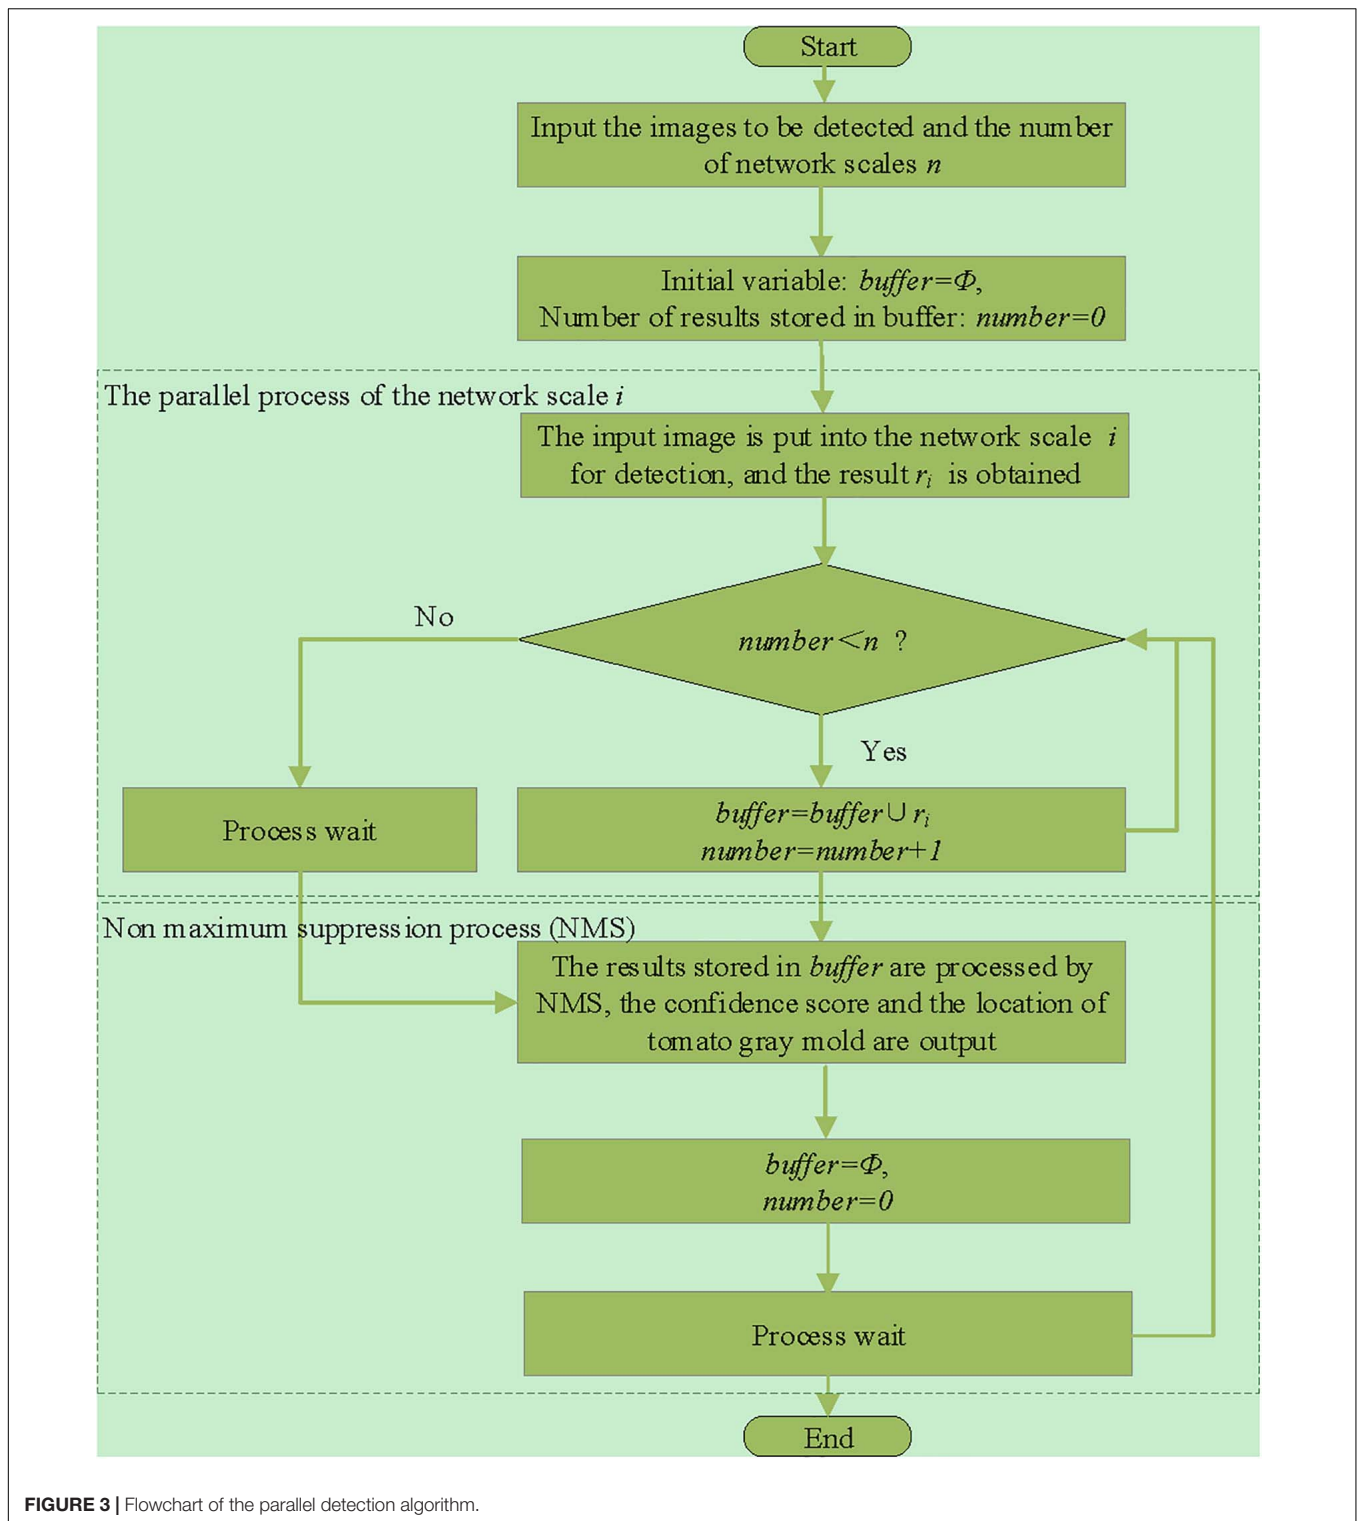 Start
Input the images to be detected and the number
of network scales n
Initial variable: buffer=Φ,
Number of results stored in buffer: number=0
The parallel process of the network scale i
The input image is put into the network scale i
for detection, and the result rᵢ is obtained
No
number<n ?
Yes
Process wait
buffer=buffer∪rᵢ
number=number+1
Non maximum suppression process (NMS)
The results stored in buffer are processed by
NMS, the confidence score and the location of
tomato gray mold are output
buffer=Φ,
number=0
Process wait
End
FIGURE 3 | Flowchart of the parallel detection algorithm.